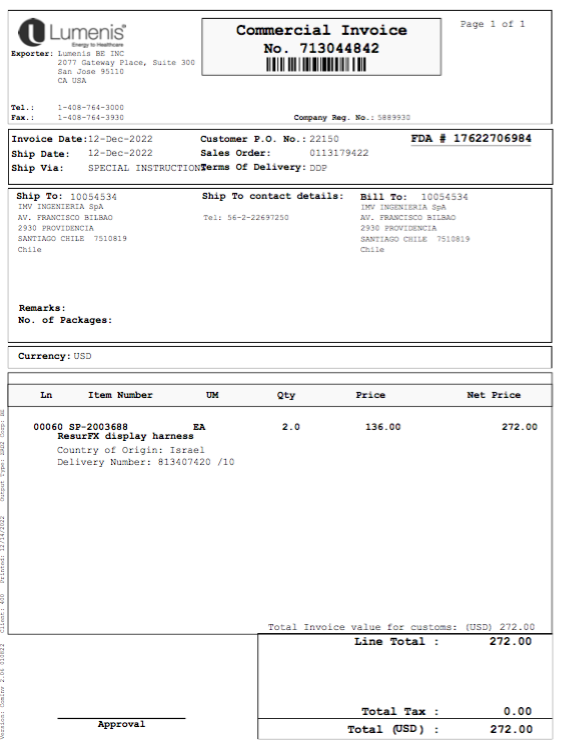 Lumenis®
Energy to Healthcare
Commercial Invoice
No. 713044842
Page 1 of 1
Exporter: Lumenis BE INC
2077 Gateway Place, Suite 300
San Jose 95110
CA USA
Tel.: 1-408-764-3000
Fax.: 1-408-764-3930
Company Reg. No.: 5889930
Invoice Date: 12-Dec-2022 Customer P.O. No.: 22150 FDA # 17622706984
Ship Date: 12-Dec-2022 Sales Order: 0113179422
Ship Via: SPECIAL INSTRUCTION Terms Of Delivery: DDP
Ship To: 10054534 Ship To contact details: Bill To: 10054534
IMV INGENIERIA SpA IMV INGENIERIA SpA
AV. FRANCISCO BILBAO Tel: 56-2-22697250 AV. FRANCISCO BILBAO
2930 PROVIDENCIA 2930 PROVIDENCIA
SANTIAGO CHILE 7510819 SANTIAGO CHILE 7510819
Chile Chile
Remarks:
No. of Packages:
Currency: USD
Ln Item Number UM Qty Price Net Price
00060 SP-2003688 EA 2.0 136.00 272.00
ResurFX display harness
Country of Origin: Israel
Delivery Number: 813407420 /10
Total Invoice value for customs: (USD) 272.00
Line Total : 272.00
Total Tax : 0.00
Approval
Total (USD) : 272.00
Version: ComInv 2.06 010822 Client: 400 Printed: 12/14/2022 Output Type: ZRD2 Corp: BE